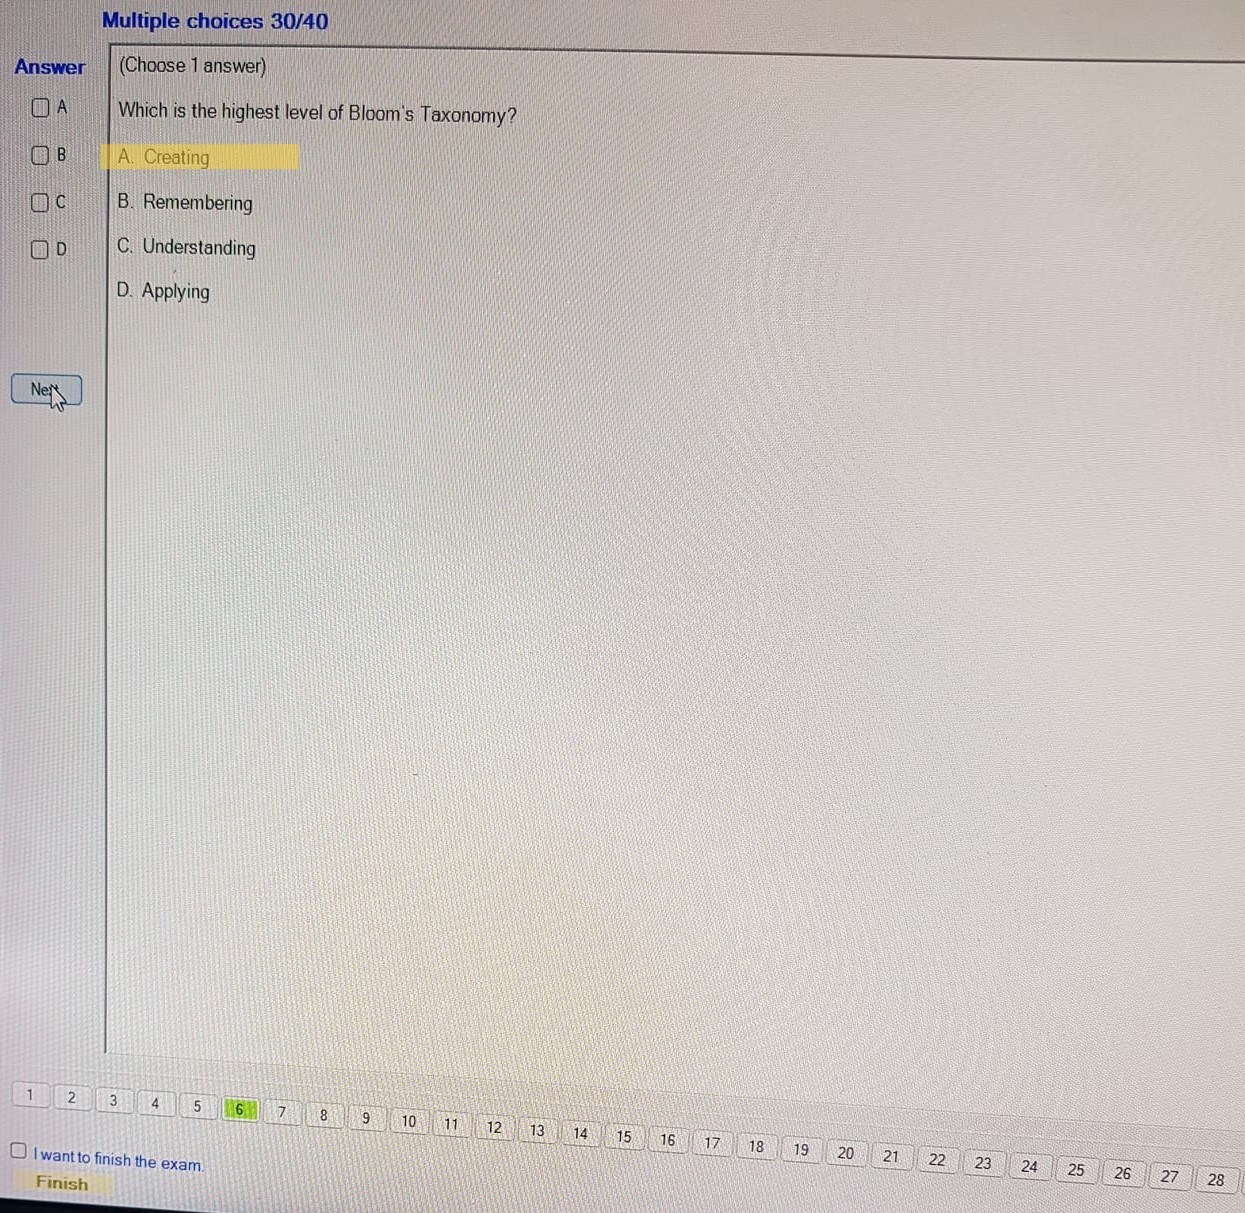 Multiple choices 30/40
Answer
(Choose 1 answer)
A
Which is the highest level of Bloom's Taxonomy?
B
A. Creating
C
B. Remembering
D
C. Understanding
D. Applying
Next
1 2 3 4 5 6 7 8 9 10 11 12 13 14 15 16 17 18 19 20 21 22 23 24 25 26 27 28
I want to finish the exam.
Finish